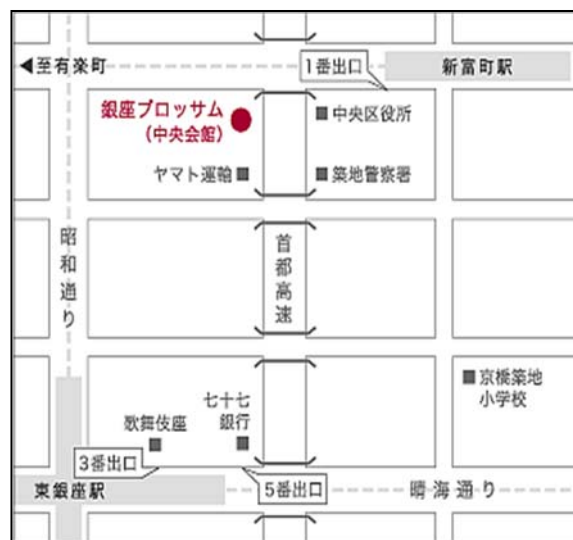 ◀至有楽町
1番出口
新富町駅
銀座ブロッサム
(中央会館)
中央区役所
ヤマト運輸
築地警察署
昭和通り
首都高速
京橋築地
小学校
七十七
銀行
歌舞伎座
3番出口
東銀座駅
5番出口
晴海通り